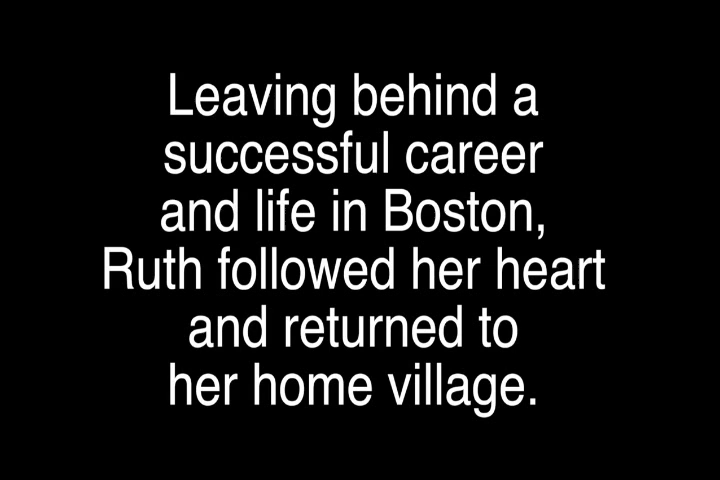 Leaving behind a
successful career
and life in Boston,
Ruth followed her heart
and returned to
her home village.